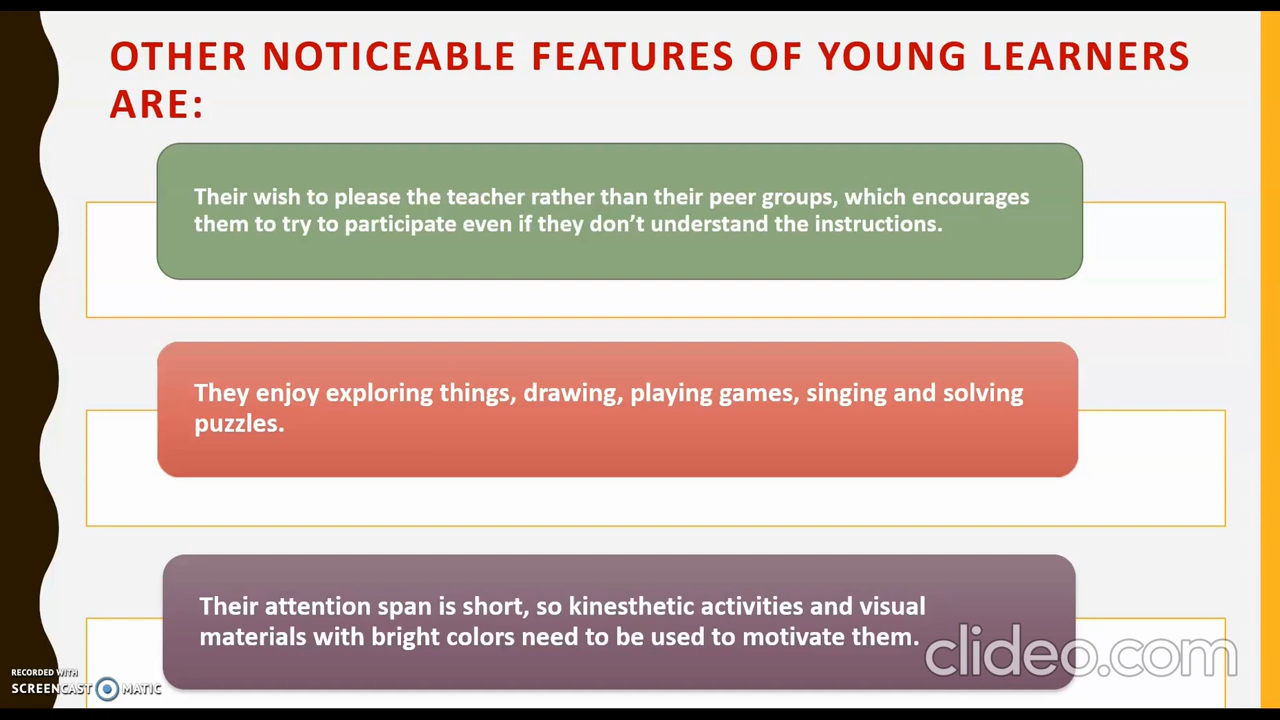 OTHER NOTICEABLE FEATURES OF YOUNG LEARNERS
ARE:
Their wish to please the teacher rather than their peer groups, which encourages
them to try to participate even if they don’t understand the instructions.
They enjoy exploring things, drawing, playing games, singing and solving
puzzles.
Their attention span is short, so kinesthetic activities and visual
materials with bright colors need to be used to motivate them.
clideo.com
RECORDED WITH
SCREENCAST MATIC